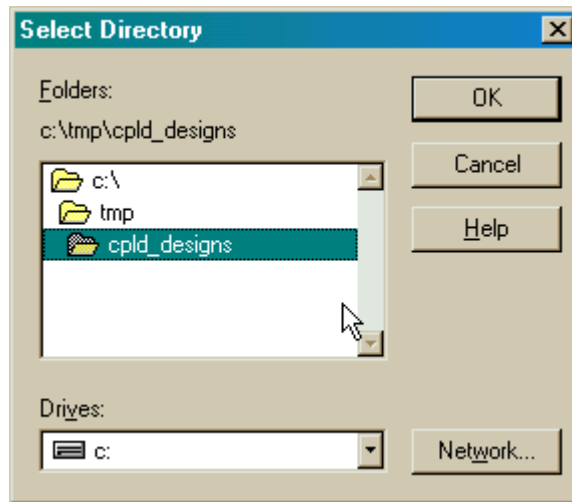 Select Directory
Folders:
c:\tmp\cpld_designs
c:\
tmp
cpld_designs
OK
Cancel
Help
Drives:
c:
Network...